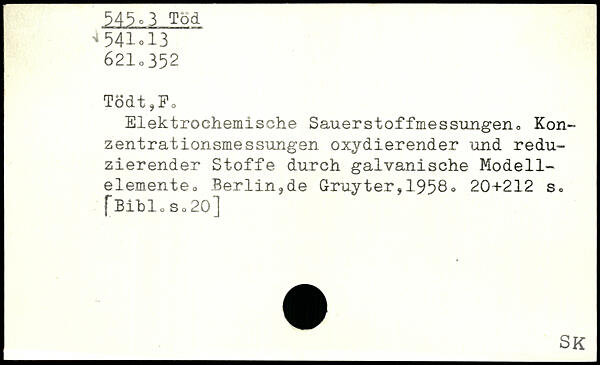 545.3 Töd
541.13
621.352
Tödt,F.
Elektrochemische Sauerstoffmessungen. Kon-
zentrationsmessungen oxydierender und redu-
zierender Stoffe durch galvanische Modell-
elemente. Berlin,de Gruyter,1958. 20+212 s.
[Bibl.s.20]
SK